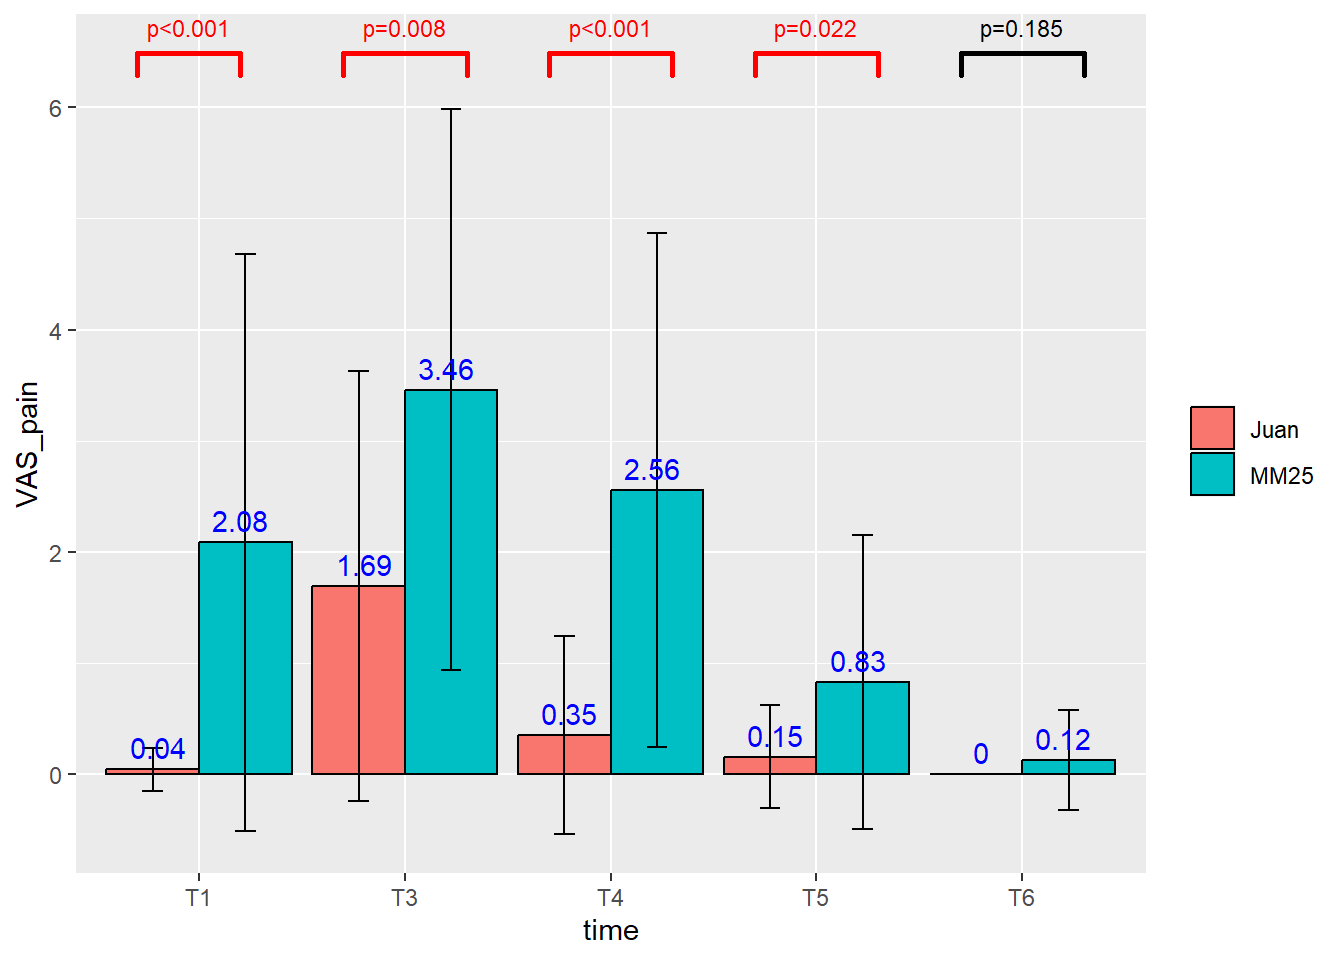 p<0.001
p=0.008
p<0.001
p=0.022
p=0.185
6
4
2
0
VAS_pain
0.04
2.08
1.69
3.46
0.35
2.56
0.15
0.83
0
0.12
T1
T3
T4
T5
T6
time
Juan
MM25